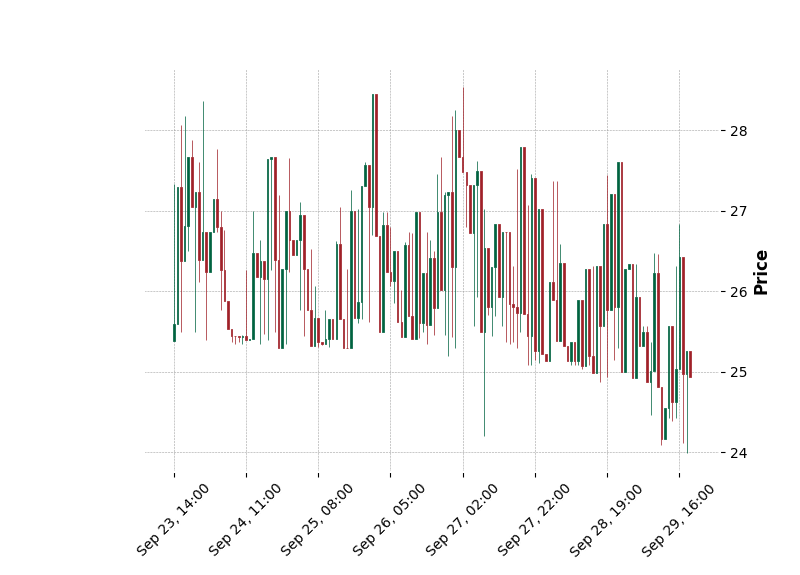 28
27
26
25
24
Price
Sep 23, 14:00
Sep 24, 11:00
Sep 25, 08:00
Sep 26, 05:00
Sep 27, 02:00
Sep 27, 22:00
Sep 28, 19:00
Sep 29, 16:00